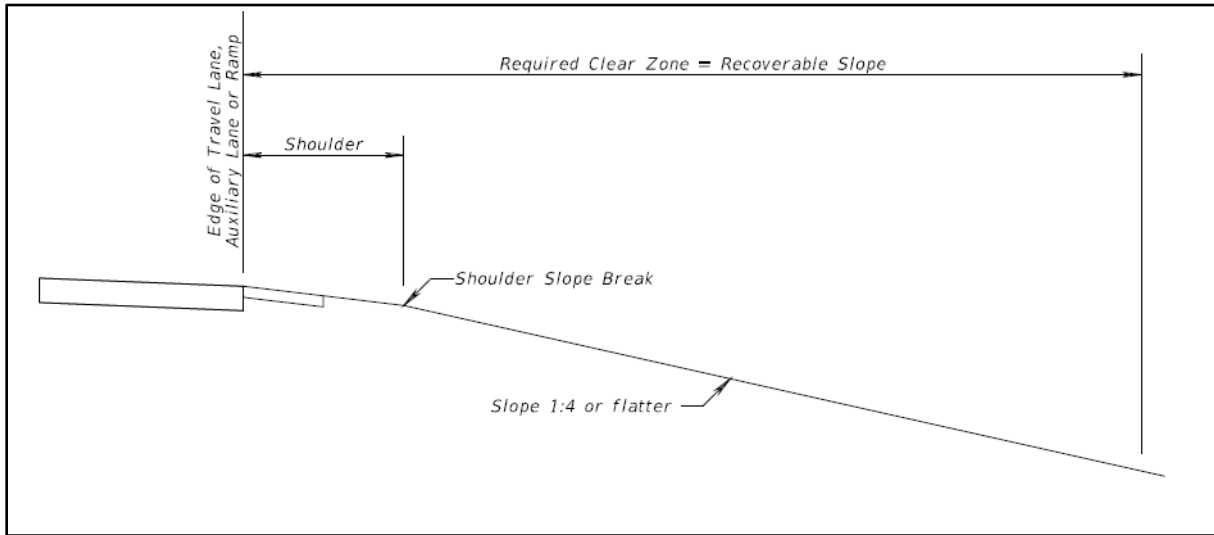 Edge of Travel Lane,
Auxiliary Lane or Ramp
Required Clear Zone = Recoverable Slope
Shoulder
Shoulder Slope Break
Slope 1:4 or flatter